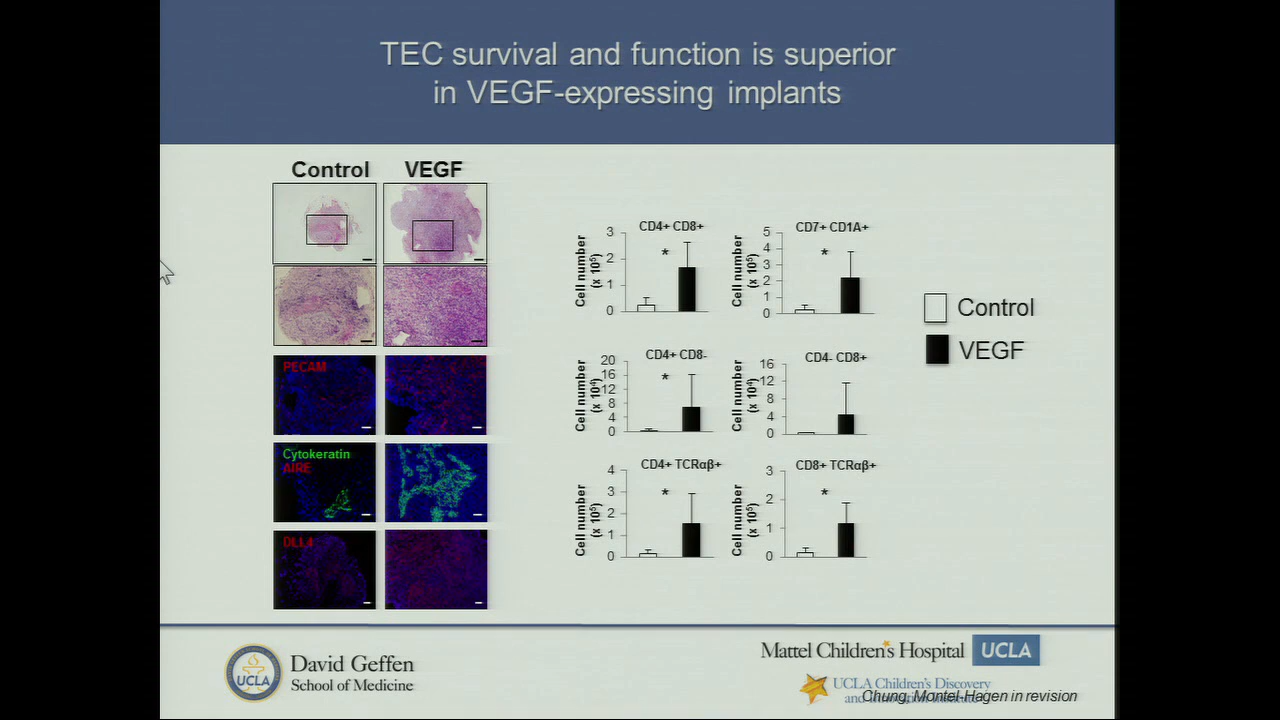 TEC survival and function is superior
in VEGF-expressing implants
Control
VEGF
PECAM
Cytokeratin
AIRE
DLL4
CD4+ CD8+
Cell number
(x 10⁵)
3
2
1
0
*
CD7+ CD1A+
Cell number
(x 10⁵)
5
4
3
2
1
0
*
CD4+ CD8-
Cell number
(x 10⁴)
20
16
12
8
4
0
*
CD4- CD8+
Cell number
16
12
8
4
0
CD4+ TCRαβ+
Cell number
(x 10⁵)
4
3
2
1
0
*
CD8+ TCRαβ+
Cell number
(x 10⁵)
3
2
1
0
*
Control
VEGF
UCLA
David Geffen
School of Medicine
Mattel Children's Hospital UCLA
UCLA Children's Discovery
and
Chung, Montel-Hagen in revision